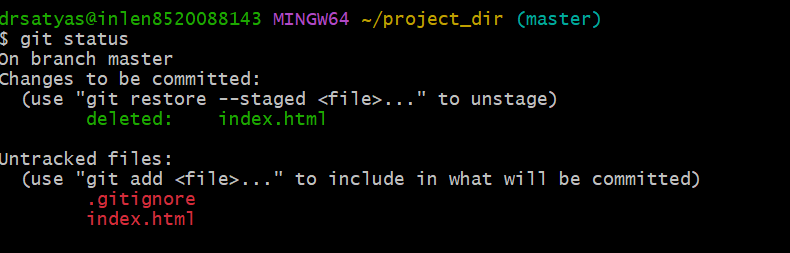 drsatyas@inlen8520088143 MINGW64 ~/project_dir (master)
$ git status
On branch master
Changes to be committed:
  (use "git restore --staged <file>..." to unstage)
        deleted:    index.html

Untracked files:
  (use "git add <file>..." to include in what will be committed)
        .gitignore
        index.html